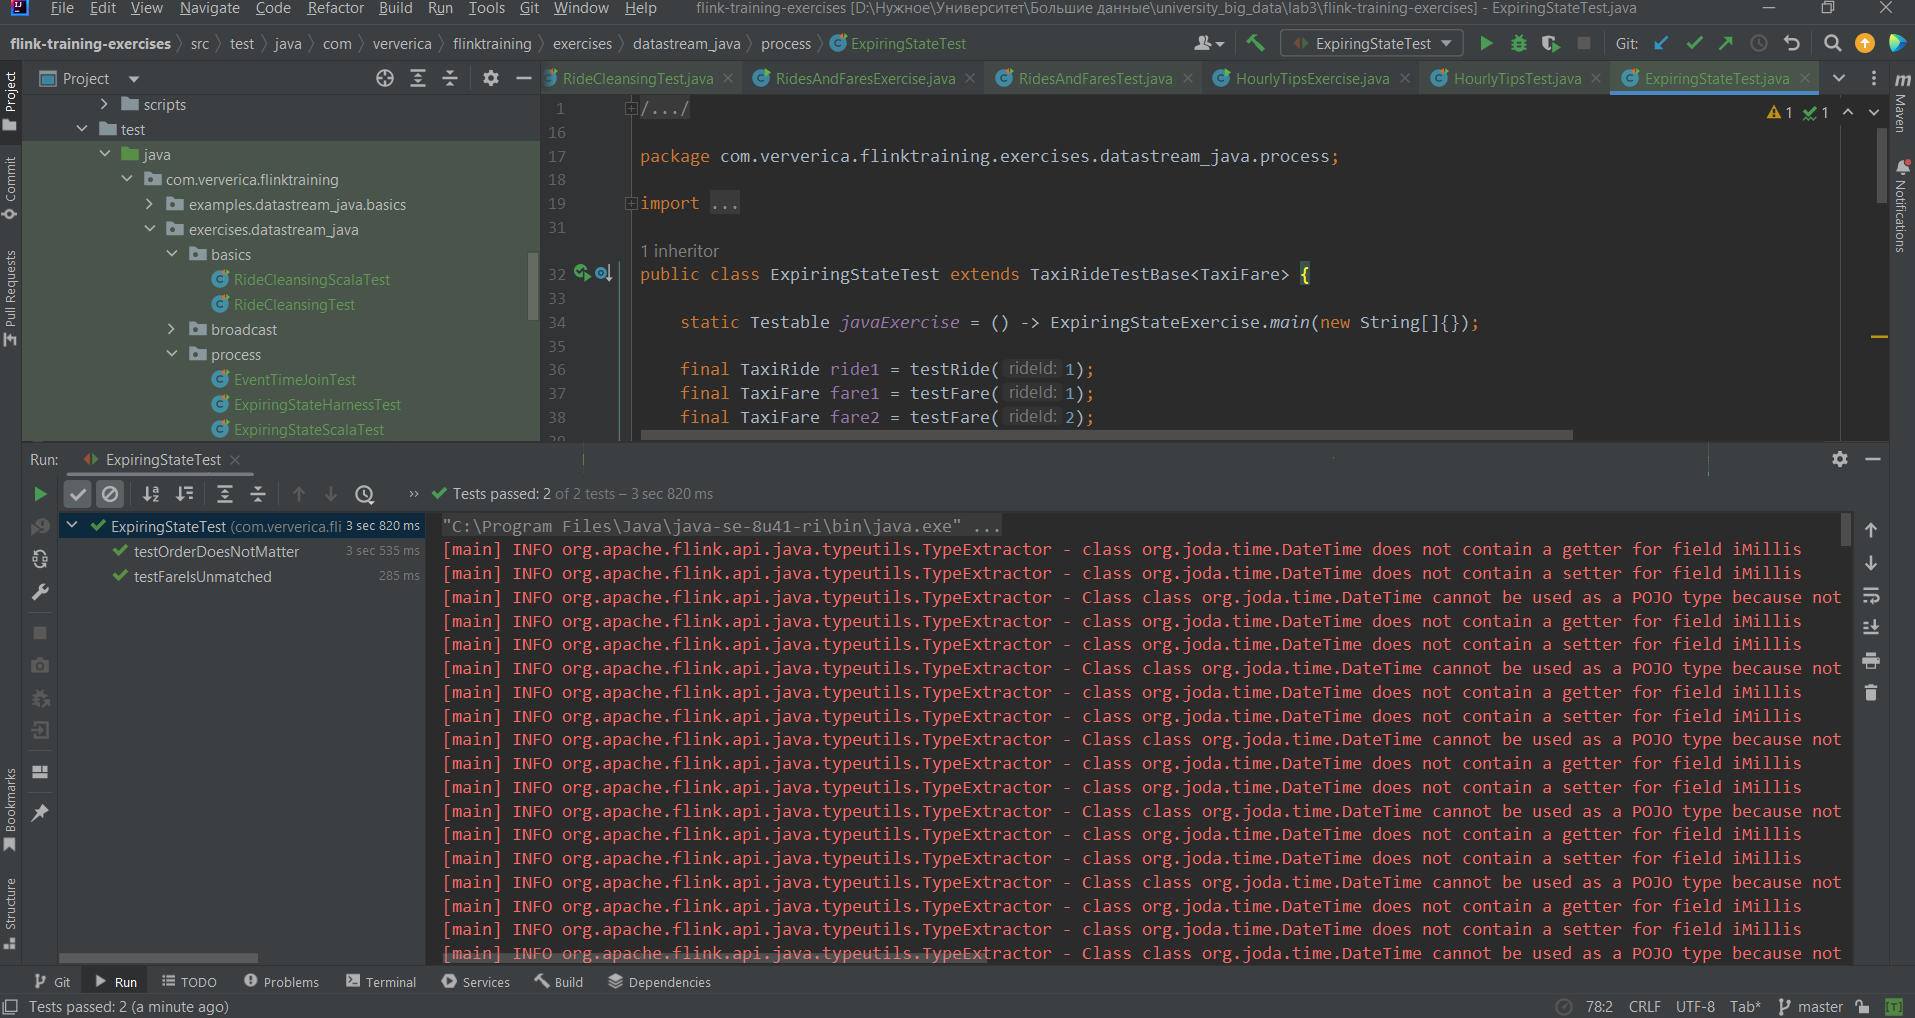 File Edit View Navigate Code Refactor Build Run Tools Git Window Help flink-training-exercises [D:\Нужное\Университет\Большие данные\university_big_data\lab3\flink-training-exercises] - ExpiringStateTest.java
flink-training-exercises src test java com ververica flinktraining exercises datastream_java process ExpiringStateTest ExpiringStateTest Git:
Project RideCleansingTest.java RidesAndFaresExercise.java RidesAndFaresTest.java HourlyTipsExercise.java HourlyTipsTest.java ExpiringStateTest.java
Project
Commit
Pull Requests
Bookmarks
Structure
Maven
Notifications
scripts
test
java
com.ververica.flinktraining
examples.datastream_java.basics
exercises.datastream_java
basics
RideCleansingScalaTest
RideCleansingTest
broadcast
process
EventTimeJoinTest
ExpiringStateHarnessTest
ExpiringStateScalaTest
1 /.../
1 1
16
17 package com.ververica.flinktraining.exercises.datastream_java.process;
18
19 import ...
31
1 inheritor
32 public class ExpiringStateTest extends TaxiRideTestBase<TaxiFare> {
33
34 static Testable javaExercise = () -> ExpiringStateExercise.main(new String[]{});
35
36 final TaxiRide ride1 = testRide( rideId: 1);
37 final TaxiFare fare1 = testFare( rideId: 1);
38 final TaxiFare fare2 = testFare( rideId: 2);
39
Run: ExpiringStateTest
Tests passed: 2 of 2 tests – 3 sec 820 ms
ExpiringStateTest (com.ververica.fli 3 sec 820 ms
testOrderDoesNotMatter 3 sec 535 ms
testFareIsUnmatched 285 ms
"C:\Program Files\Java\java-se-8u41-ri\bin\java.exe" ...
[main] INFO org.apache.flink.api.java.typeutils.TypeExtractor - class org.joda.time.DateTime does not contain a getter for field iMillis
[main] INFO org.apache.flink.api.java.typeutils.TypeExtractor - class org.joda.time.DateTime does not contain a setter for field iMillis
[main] INFO org.apache.flink.api.java.typeutils.TypeExtractor - Class class org.joda.time.DateTime cannot be used as a POJO type because not
[main] INFO org.apache.flink.api.java.typeutils.TypeExtractor - class org.joda.time.DateTime does not contain a getter for field iMillis
[main] INFO org.apache.flink.api.java.typeutils.TypeExtractor - class org.joda.time.DateTime does not contain a setter for field iMillis
[main] INFO org.apache.flink.api.java.typeutils.TypeExtractor - Class class org.joda.time.DateTime cannot be used as a POJO type because not
[main] INFO org.apache.flink.api.java.typeutils.TypeExtractor - class org.joda.time.DateTime does not contain a getter for field iMillis
[main] INFO org.apache.flink.api.java.typeutils.TypeExtractor - class org.joda.time.DateTime does not contain a setter for field iMillis
[main] INFO org.apache.flink.api.java.typeutils.TypeExtractor - Class class org.joda.time.DateTime cannot be used as a POJO type because not
[main] INFO org.apache.flink.api.java.typeutils.TypeExtractor - class org.joda.time.DateTime does not contain a getter for field iMillis
[main] INFO org.apache.flink.api.java.typeutils.TypeExtractor - class org.joda.time.DateTime does not contain a setter for field iMillis
[main] INFO org.apache.flink.api.java.typeutils.TypeExtractor - Class class org.joda.time.DateTime cannot be used as a POJO type because not
[main] INFO org.apache.flink.api.java.typeutils.TypeExtractor - class org.joda.time.DateTime does not contain a getter for field iMillis
[main] INFO org.apache.flink.api.java.typeutils.TypeExtractor - class org.joda.time.DateTime does not contain a setter for field iMillis
[main] INFO org.apache.flink.api.java.typeutils.TypeExtractor - Class class org.joda.time.DateTime cannot be used as a POJO type because not
[main] INFO org.apache.flink.api.java.typeutils.TypeExtractor - class org.joda.time.DateTime does not contain a getter for field iMillis
[main] INFO org.apache.flink.api.java.typeutils.TypeExtractor - class org.joda.time.DateTime does not contain a setter for field iMillis
[main] INFO org.apache.flink.api.java.typeutils.TypeExtractor - Class class org.joda.time.DateTime cannot be used as a POJO type because not
Git Run TODO Problems Terminal Services Build Dependencies
Tests passed: 2 (a minute ago) 78:2 CRLF UTF-8 Tab* master